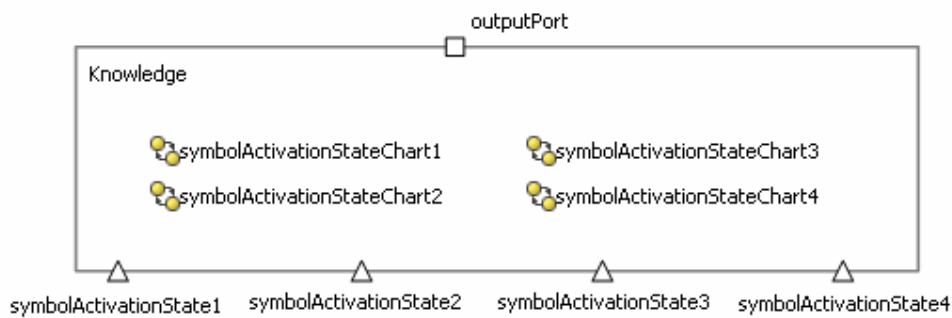 outputPort
Knowledge
symbolActivationStateChart1 symbolActivationStateChart3
symbolActivationStateChart2 symbolActivationStateChart4
symbolActivationState1 symbolActivationState2 symbolActivationState3 symbolActivationState4